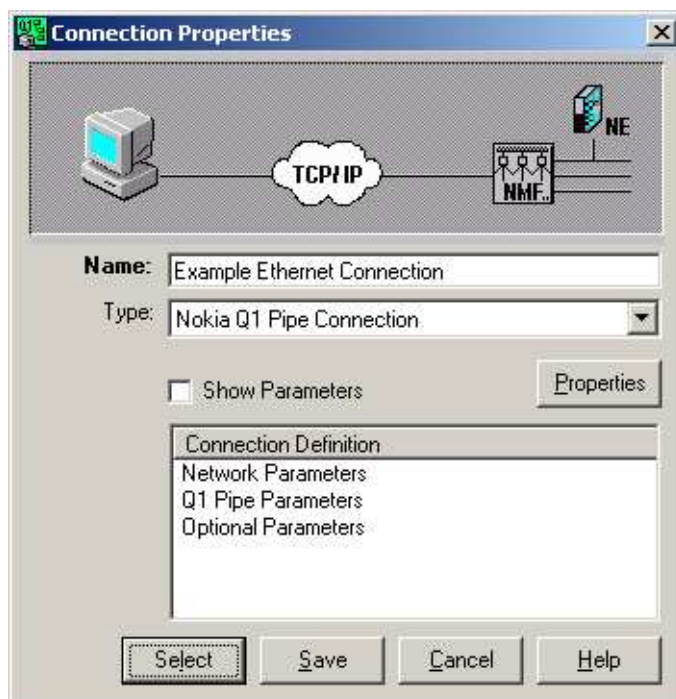 Connection Properties
NE
TCP/IP
NMF..
Name: Example Ethernet Connection
Type: Nokia Q1 Pipe Connection
Show Parameters
Properties
Connection Definition
Network Parameters
Q1 Pipe Parameters
Optional Parameters
Select Save Cancel Help